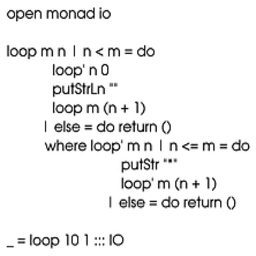 open monad io

loop m n | n < m = do
          loop' n 0
          putStrLn ""
          loop m (n + 1)
        | else = do return ()
        where loop' m n | n <= m = do
                          putStr "*"
                          loop' m (n + 1)
                        | else = do return ()

_ = loop 10 1 ::: IO